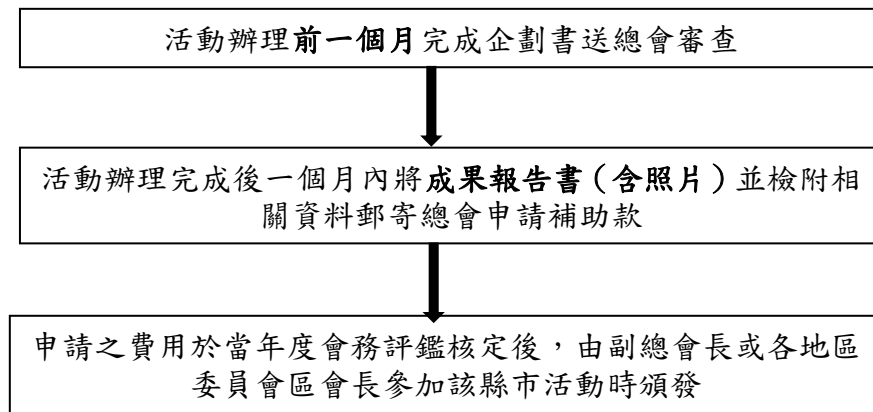 活動辦理前一個月完成企劃書送總會審查
活動辦理完成後一個月內將成果報告書(含照片)並檢附相
關資料郵寄總會申請補助款
申請之費用於當年度會務評鑑核定後，由副總會長或各地區
委員會區會長參加該縣市活動時頒發